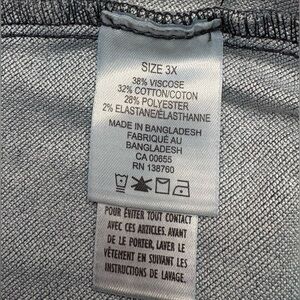 SIZE 3X
38% VISCOSE
32% COTTON/COTON
28% POLYESTER
2% ELASTANE/ÉLASTHANNE
MADE IN BANGLADESH
FABRIQUÉ AU
BANGLADESH
CA 00655
RN 138760
POUR ÉVITER TOUT CONTACT
AVEC CES ARTICLES. AVANT
DE LE PORTER, LAVER LE
VÊTEMENT EN SUIVANT LES
INSTRUCTIONS DE LAVAGE.